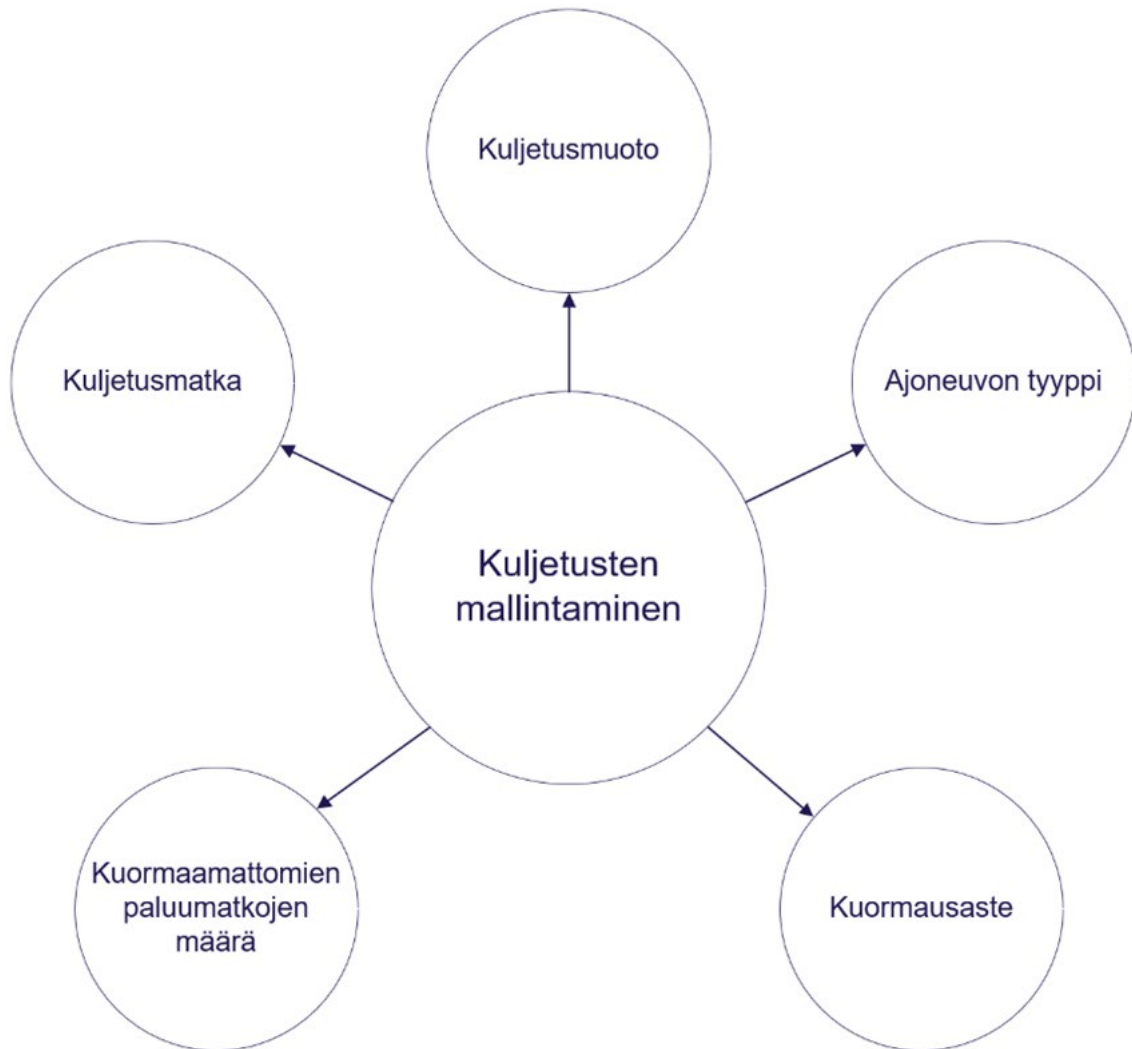 Kuljetusmuoto
Kuljetusmatka
Ajoneuvon tyyppi
Kuljetusten
mallintaminen
Kuormaamattomien
paluumatkojen
määrä
Kuormausaste